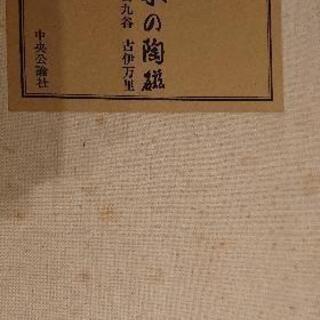 の陶磁
九谷 古伊万里
中央公論社